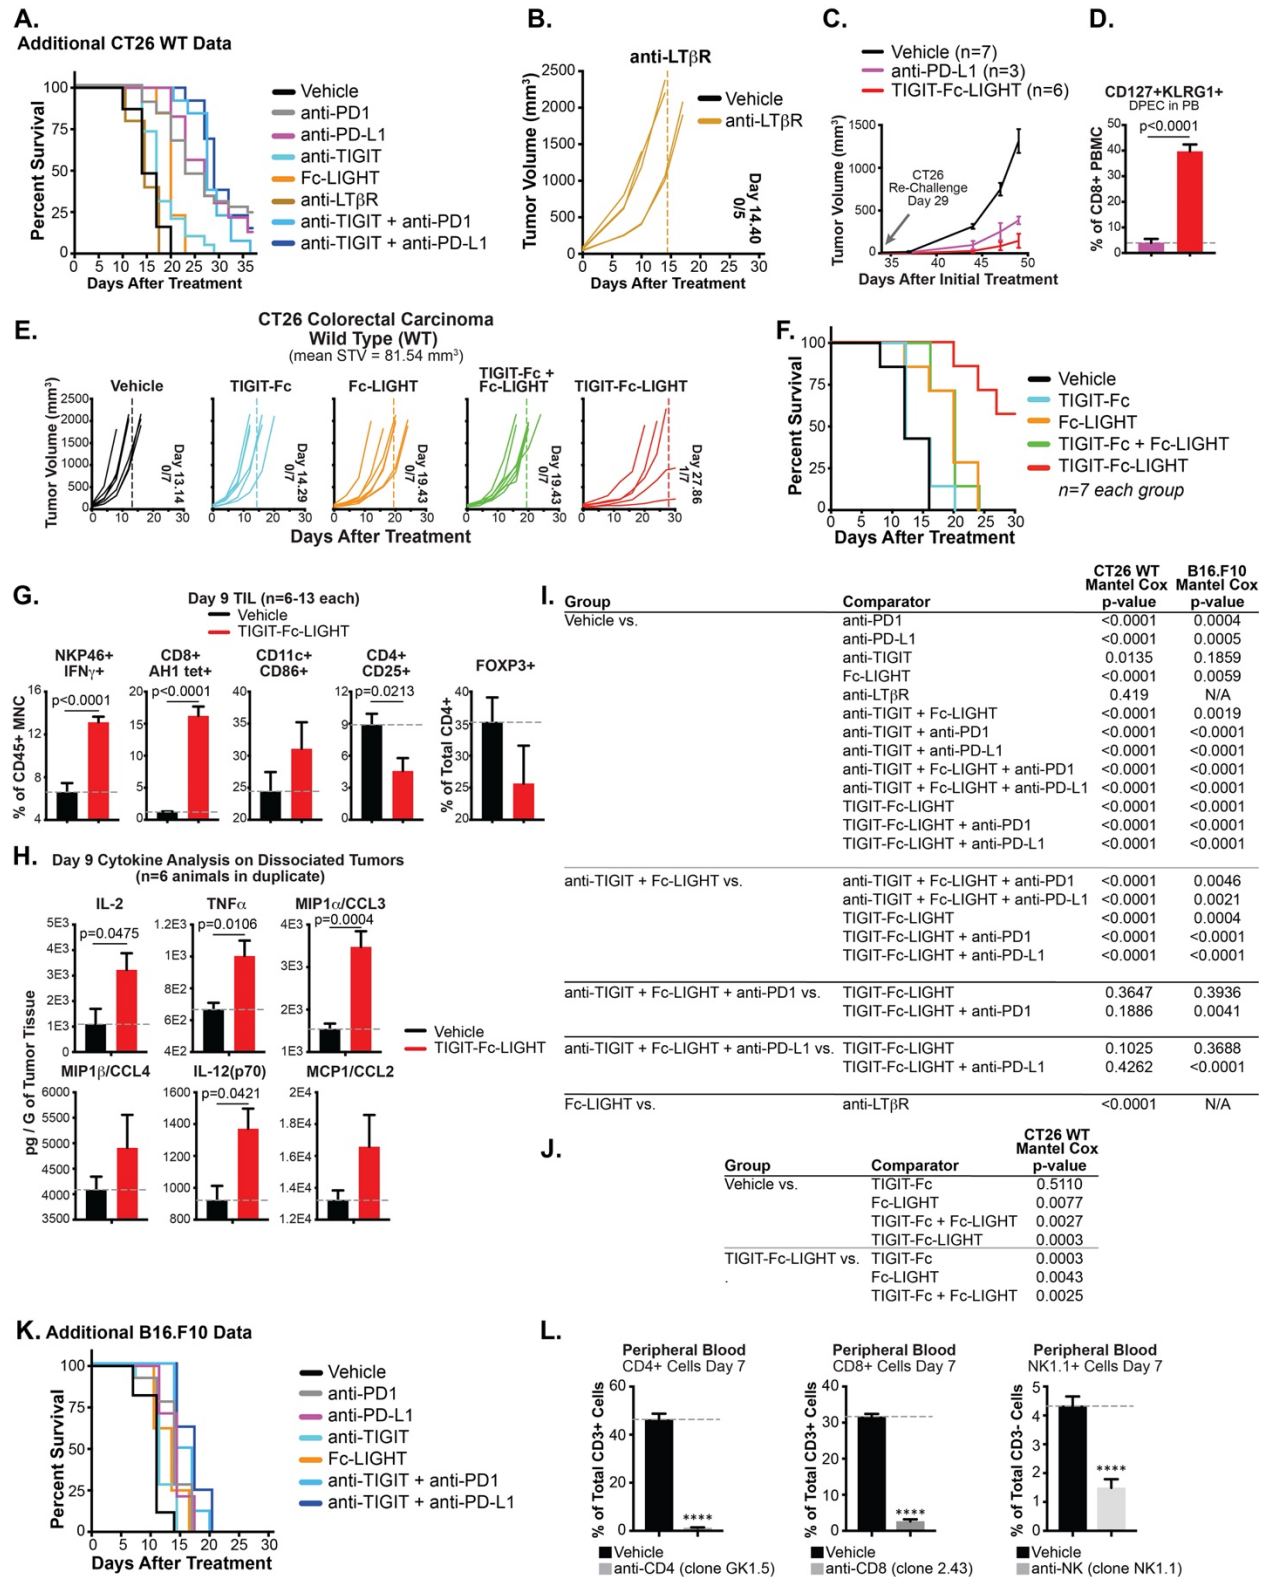 A.
Additional CT26 WT Data
Percent Survival
100
75
50
25
0
0 5 10 15 20 25 30 35
Days After Treatment
Vehicle
anti-PD1
anti-PD-L1
anti-TIGIT
Fc-LIGHT
anti-LTβR
anti-TIGIT + anti-PD1
anti-TIGIT + anti-PD-L1
B.
anti-LTβR
Tumor Volume (mm³)
2500
2000
1500
1000
500
0
0 5 10 15 20 25 30
Days After Treatment
Vehicle
anti-LTβR
Day 14.40
0/5
C.
Vehicle (n=7)
anti-PD-L1 (n=3)
TIGIT-Fc-LIGHT (n=6)
Tumor Volume (mm³)
1500
1000
500
CT26
Re-Challenge
Day 29
35 40 45 50
Days After Initial Treatment
D.
CD127+KLRG1+
DPEC in PB
p<0.0001
% of CD8+ PBMC
50
40
30
20
10
0
E.
CT26 Colorectal Carcinoma
Wild Type (WT)
(mean STV = 81.54 mm³)
Tumor Volume (mm³)
2500
2000
1500
1000
500
Vehicle
Day 13.14
0/7
0 10 20 30
TIGIT-Fc
Day 14.29
0/7
0 10 20 30
Fc-LIGHT
Day 19.43
0/7
0 10 20 30
TIGIT-Fc +
Fc-LIGHT
Day 19.43
0/7
0 10 20 30
TIGIT-Fc-LIGHT
Day 27.86
1/7
0 10 20 30
Days After Treatment
F.
Percent Survival
100
75
50
25
0
0 5 10 15 20 25 30
Days After Treatment
Vehicle
TIGIT-Fc
Fc-LIGHT
TIGIT-Fc + Fc-LIGHT
TIGIT-Fc-LIGHT
n=7 each group
G.
Day 9 TIL (n=6-13 each)
Vehicle
TIGIT-Fc-LIGHT
% of CD45+ MNC
NKP46+
IFNγ+
p<0.0001
16
12
8
4
CD8+
AH1 tet+
p<0.0001
20
15
10
5
0
CD11c+
CD86+
40
35
30
25
20
CD4+
CD25+
p=0.0213
12
9
6
3
0
FOXP3+
% of Total CD4+
40
35
30
25
20
H.
Day 9 Cytokine Analysis on Dissociated Tumors
(n=6 animals in duplicate)
pg / G of Tumor Tissue
IL-2
p=0.0475
5E3
4E3
3E3
2E3
1E3
0
TNFα
p=0.0106
1.2E3
1E3
8E2
6E2
4E2
MIP1α/CCL3
p=0.0004
4E3
3E3
2E3
1E3
Vehicle
TIGIT-Fc-LIGHT
MIP1β/CCL4
6000
5500
5000
4500
4000
3500
IL-12(p70)
p=0.0421
1600
1400
1200
1000
800
MCP1/CCL2
2E4
1.8E4
1.6E4
1.4E4
1.2E4
I.
CT26 WT B16.F10
Mantel Cox Mantel Cox
Group Comparator p-value p-value
Vehicle vs. anti-PD1 <0.0001 0.0004
anti-PD-L1 <0.0001 0.0005
anti-TIGIT 0.0135 0.1859
Fc-LIGHT <0.0001 0.0059
anti-LTβR 0.419 N/A
anti-TIGIT + Fc-LIGHT <0.0001 0.0019
anti-TIGIT + anti-PD1 <0.0001 <0.0001
anti-TIGIT + anti-PD-L1 <0.0001 <0.0001
anti-TIGIT + Fc-LIGHT + anti-PD1 <0.0001 <0.0001
anti-TIGIT + Fc-LIGHT + anti-PD-L1 <0.0001 <0.0001
TIGIT-Fc-LIGHT <0.0001 <0.0001
TIGIT-Fc-LIGHT + anti-PD1 <0.0001 <0.0001
TIGIT-Fc-LIGHT + anti-PD-L1 <0.0001 <0.0001
anti-TIGIT + Fc-LIGHT vs. anti-TIGIT + Fc-LIGHT + anti-PD1 <0.0001 0.0046
anti-TIGIT + Fc-LIGHT + anti-PD-L1 <0.0001 0.0021
TIGIT-Fc-LIGHT <0.0001 0.0004
TIGIT-Fc-LIGHT + anti-PD1 <0.0001 <0.0001
TIGIT-Fc-LIGHT + anti-PD-L1 <0.0001 <0.0001
anti-TIGIT + Fc-LIGHT + anti-PD1 vs. TIGIT-Fc-LIGHT 0.3647 0.3936
TIGIT-Fc-LIGHT + anti-PD1 0.1886 0.0041
anti-TIGIT + Fc-LIGHT + anti-PD-L1 vs. TIGIT-Fc-LIGHT 0.1025 0.3688
TIGIT-Fc-LIGHT + anti-PD-L1 0.4262 <0.0001
Fc-LIGHT vs. anti-LTβR <0.0001 N/A
J.
CT26 WT
Mantel Cox
Group Comparator p-value
Vehicle vs. TIGIT-Fc 0.5110
Fc-LIGHT 0.0077
TIGIT-Fc + Fc-LIGHT 0.0027
TIGIT-Fc-LIGHT 0.0003
TIGIT-Fc-LIGHT vs. TIGIT-Fc 0.0003
. Fc-LIGHT 0.0043
TIGIT-Fc + Fc-LIGHT 0.0025
K. Additional B16.F10 Data
Percent Survival
100
75
50
25
0
0 5 10 15 20 25 30
Days After Treatment
Vehicle
anti-PD1
anti-PD-L1
anti-TIGIT
Fc-LIGHT
anti-TIGIT + anti-PD1
anti-TIGIT + anti-PD-L1
L.
Peripheral Blood
CD4+ Cells Day 7
% of Total CD3+ Cells
60
40
20
0
****
Vehicle
anti-CD4 (clone GK1.5)
Peripheral Blood
CD8+ Cells Day 7
% of Total CD3+ Cells
40
30
20
10
0
****
Vehicle
anti-CD8 (clone 2.43)
Peripheral Blood
NK1.1+ Cells Day 7
% of Total CD3- Cells
5
4
3
2
1
0
****
Vehicle
anti-NK (clone NK1.1)